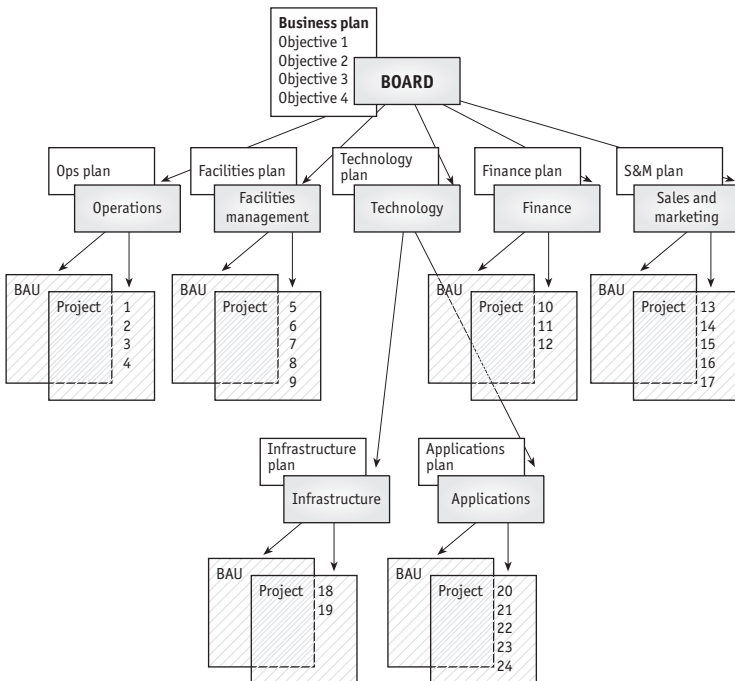 Business plan
Objective 1
Objective 2
Objective 3
Objective 4
BOARD
Ops plan
Operations
Facilities plan
Facilities
management
Technology
plan
Technology
Finance plan
Finance
S&M plan
Sales and
marketing
BAU
Project 1
2
3
4
BAU
Project 5
6
7
8
9
BAU
Project 10
11
12
BAU
Project 13
14
15
16
17
Infrastructure
plan
Infrastructure
Applications
plan
Applications
BAU
Project 18
19
BAU
Project 20
21
22
23
24